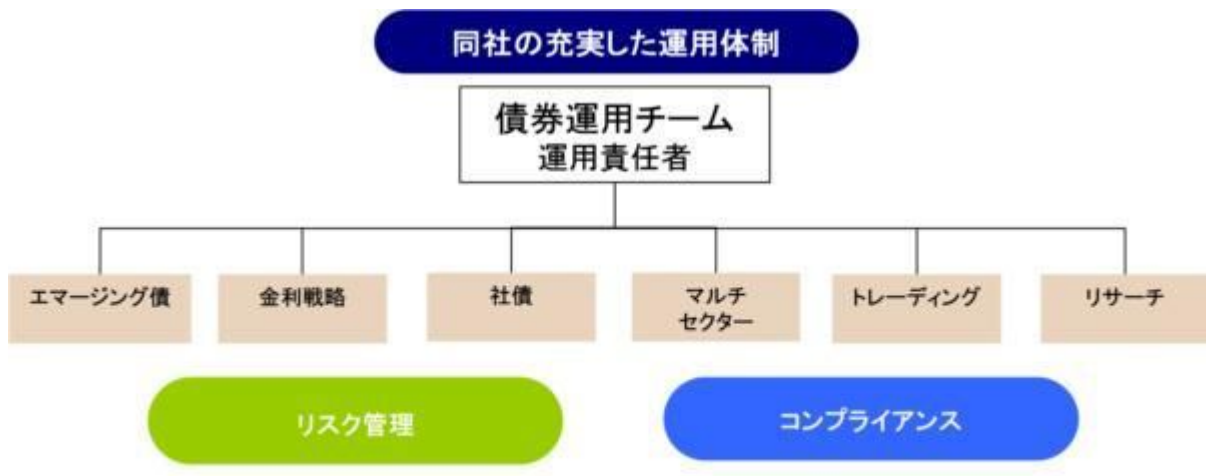 同社の充実した運用体制
債券運用チーム
運用責任者
エマージング債
金利戦略
社債
マルチ
セクター
トレーディング
リサーチ
リスク管理
コンプライアンス